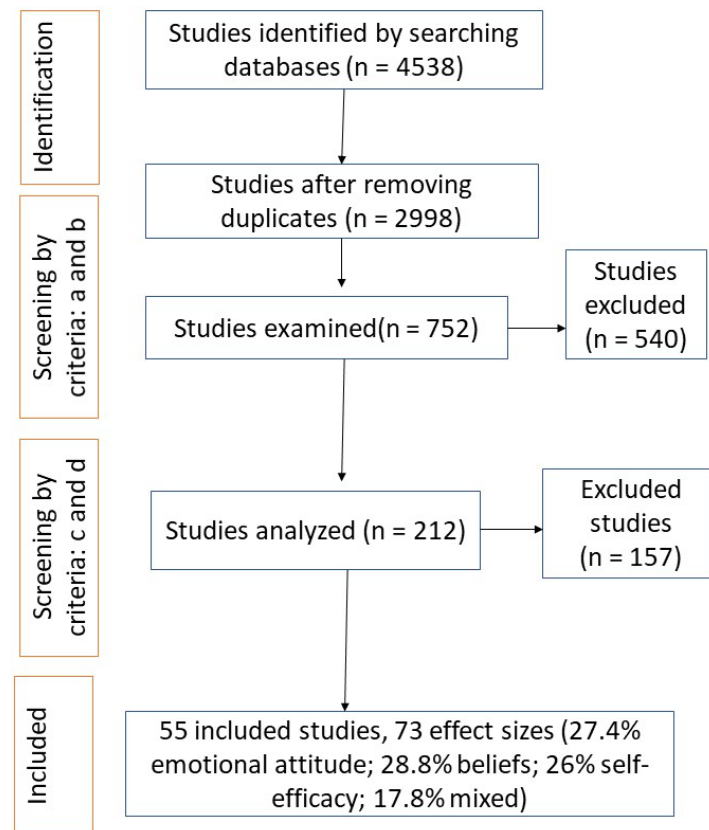 Identification
Studies identified by searching
databases (n = 4538)
Studies after removing
duplicates (n = 2998)
Screening by
criteria: a and b
Studies examined(n = 752)
Studies
excluded
(n = 540)
Screening by
criteria: c and d
Studies analyzed (n = 212)
Excluded
studies
(n = 157)
Included
55 included studies, 73 effect sizes (27.4%
emotional attitude; 28.8% beliefs; 26% self-
efficacy; 17.8% mixed)